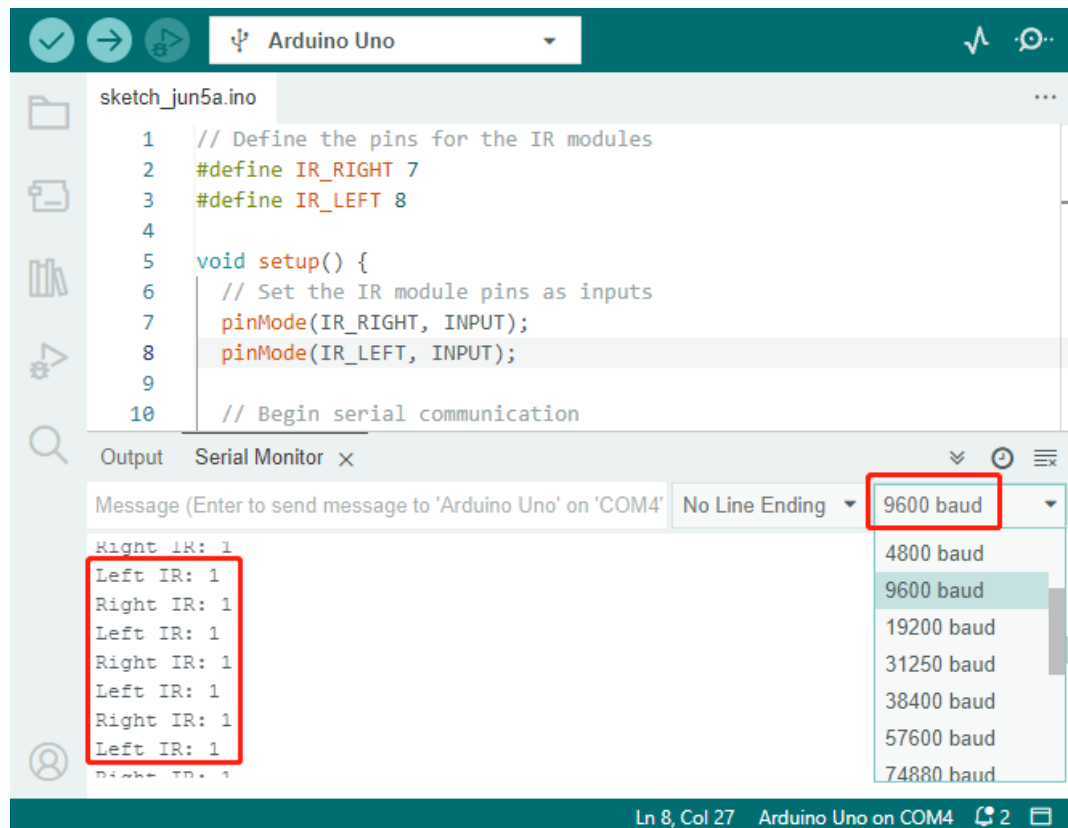 Arduino Uno
sketch_jun5a.ino
1 // Define the pins for the IR modules
2 #define IR_RIGHT 7
3 #define IR_LEFT 8
4
5 void setup() {
6 // Set the IR module pins as inputs
7 pinMode(IR_RIGHT, INPUT);
8 pinMode(IR_LEFT, INPUT);
9
10 // Begin serial communication
Output Serial Monitor
Message (Enter to send message to 'Arduino Uno' on 'COM4' No Line Ending 9600 baud
Right IR: 1
Left IR: 1
Right IR: 1
Left IR: 1
Right IR: 1
Left IR: 1
Right IR: 1
Left IR: 1
Right IR: 1
4800 baud
9600 baud
19200 baud
31250 baud
38400 baud
57600 baud
74880 baud
Ln 8, Col 27 Arduino Uno on COM4 2